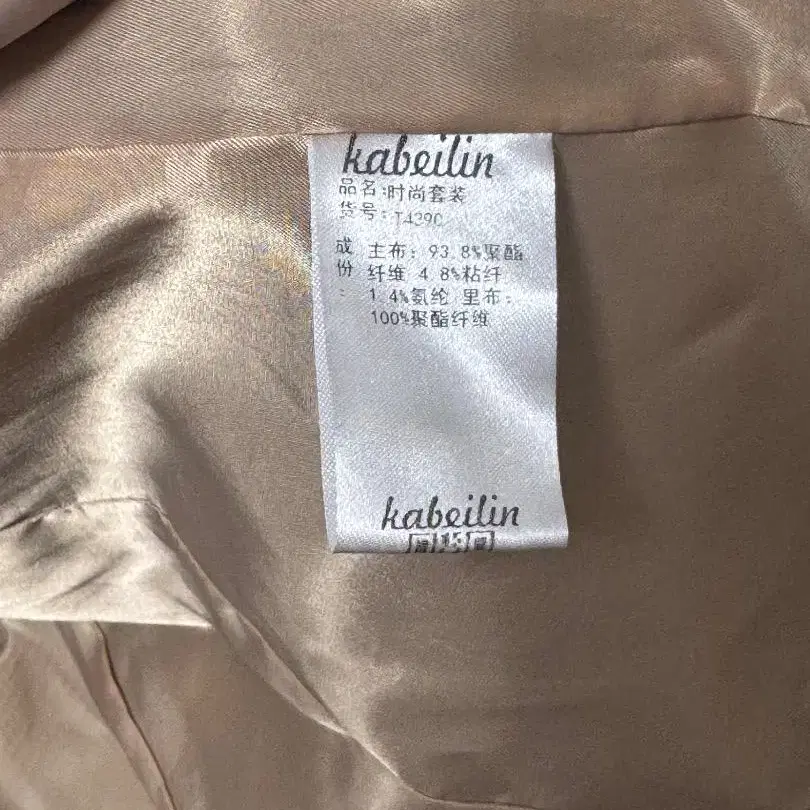 kabeilin
品名:时尚套装
货号:T4390
成 主布: 93.8%聚酯
份 纤维 4.8%粘纤
: 1.4%氨纶 里布:
100%聚酯纤维
kabeilin